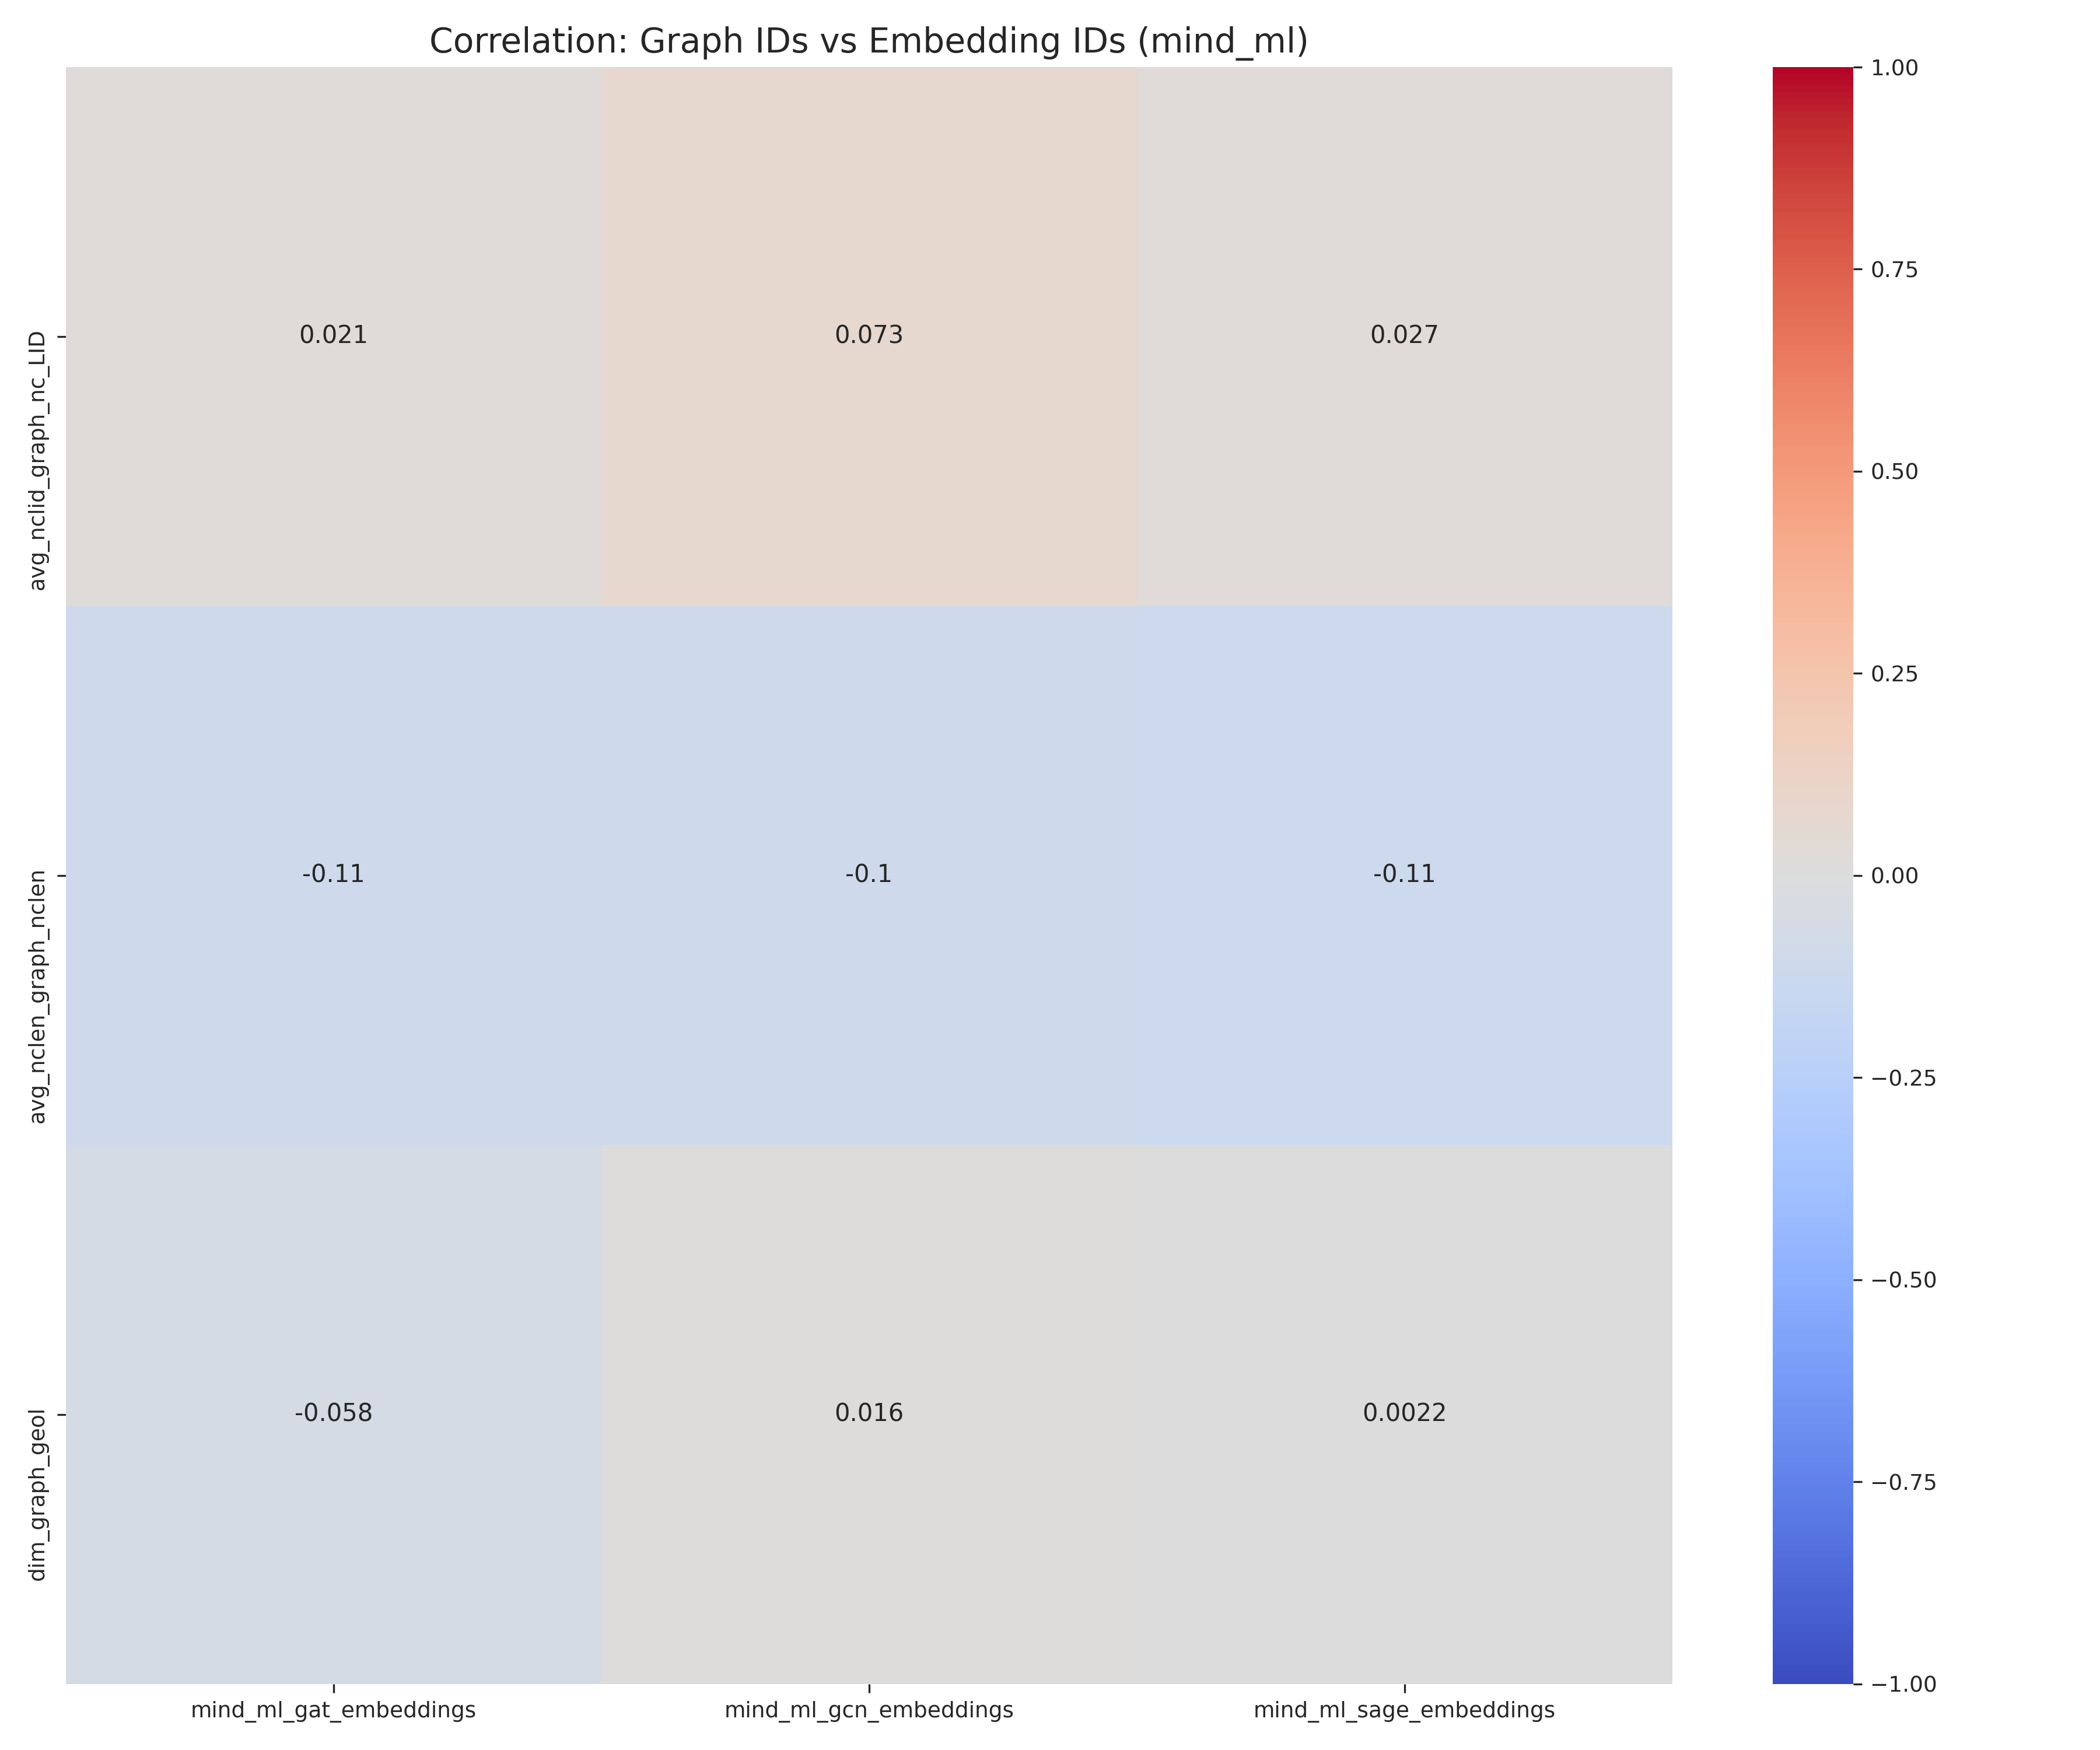 Correlation: Graph IDs vs Embedding IDs (mind_ml)
avg_nclid_graph_nc_LID
0.021 0.073 0.027
avg_nclen_graph_nclen
-0.11 -0.1 -0.11
dim_graph_geol
-0.058 0.016 0.0022
mind_ml_gat_embeddings mind_ml_gcn_embeddings mind_ml_sage_embeddings
1.00
0.75
0.50
0.25
0.00
−0.25
−0.50
−0.75
−1.00